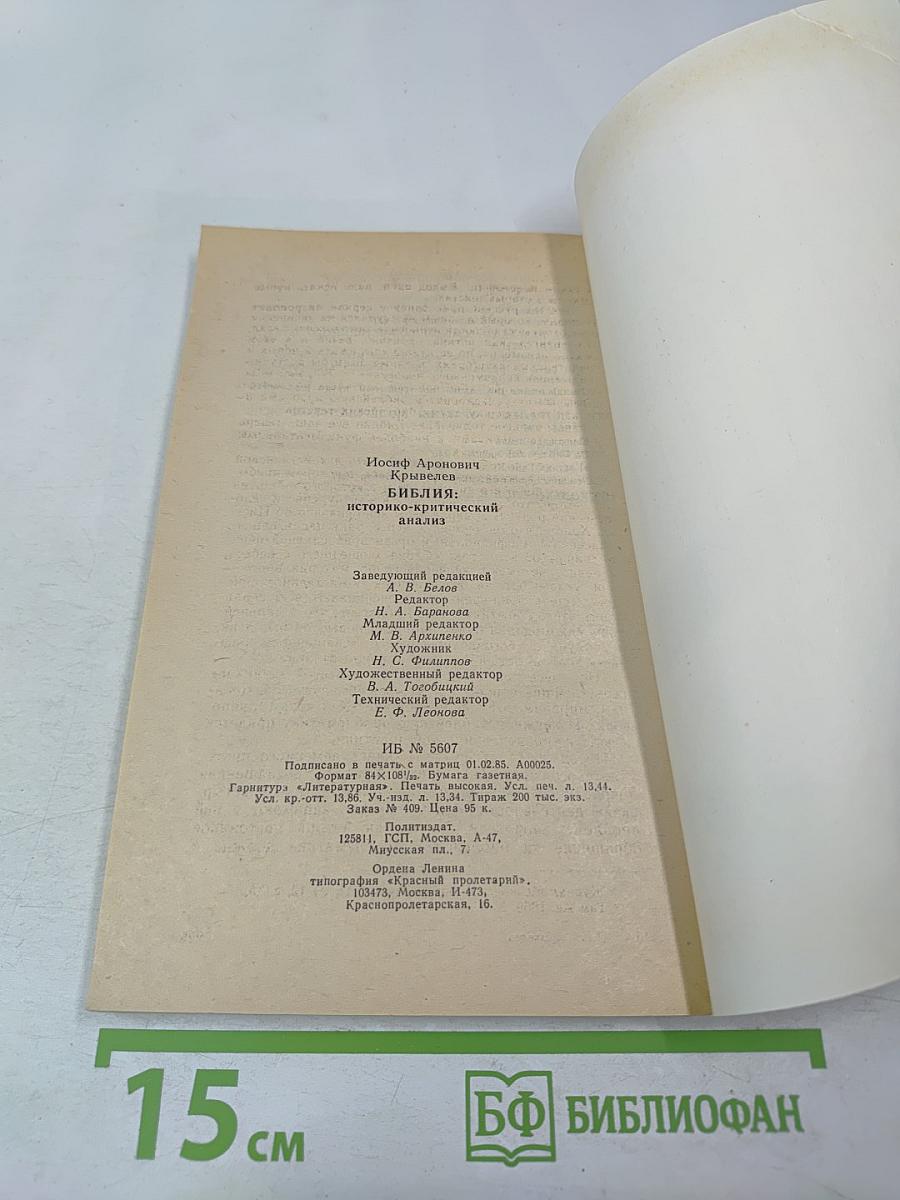 Иосиф Аронович
Крывелев
БИБЛИЯ:
историко-критический
анализ
Заведующий редакцией
А. В. Белов
Редактор
Н. А. Баранова
Младший редактор
М. В. Архипенко
Художник
Н. С. Филиппов
Художественный редактор
В. А. Тогобицкий
Технический редактор
Е. Ф. Леонова
ИБ № 5607
Подписано в печать с матриц 01.02.85. А00025.
Формат 84×108¹/₃₂. Бумага газетная.
Гарнитура «Литературная». Печать высокая. Усл. печ. л. 13,44.
Усл. кр.-отт. 13,86. Уч.-изд. л. 13,34. Тираж 200 тыс. экз.
Заказ № 409. Цена 95 к.
Политиздат.
125811, ГСП, Москва, А-47,
Миусская пл., 7.
Ордена Ленина
типография «Красный пролетарий».
103473, Москва, И-473,
Краснопролетарская, 16.
15 см
БФ БИБЛИОФАН